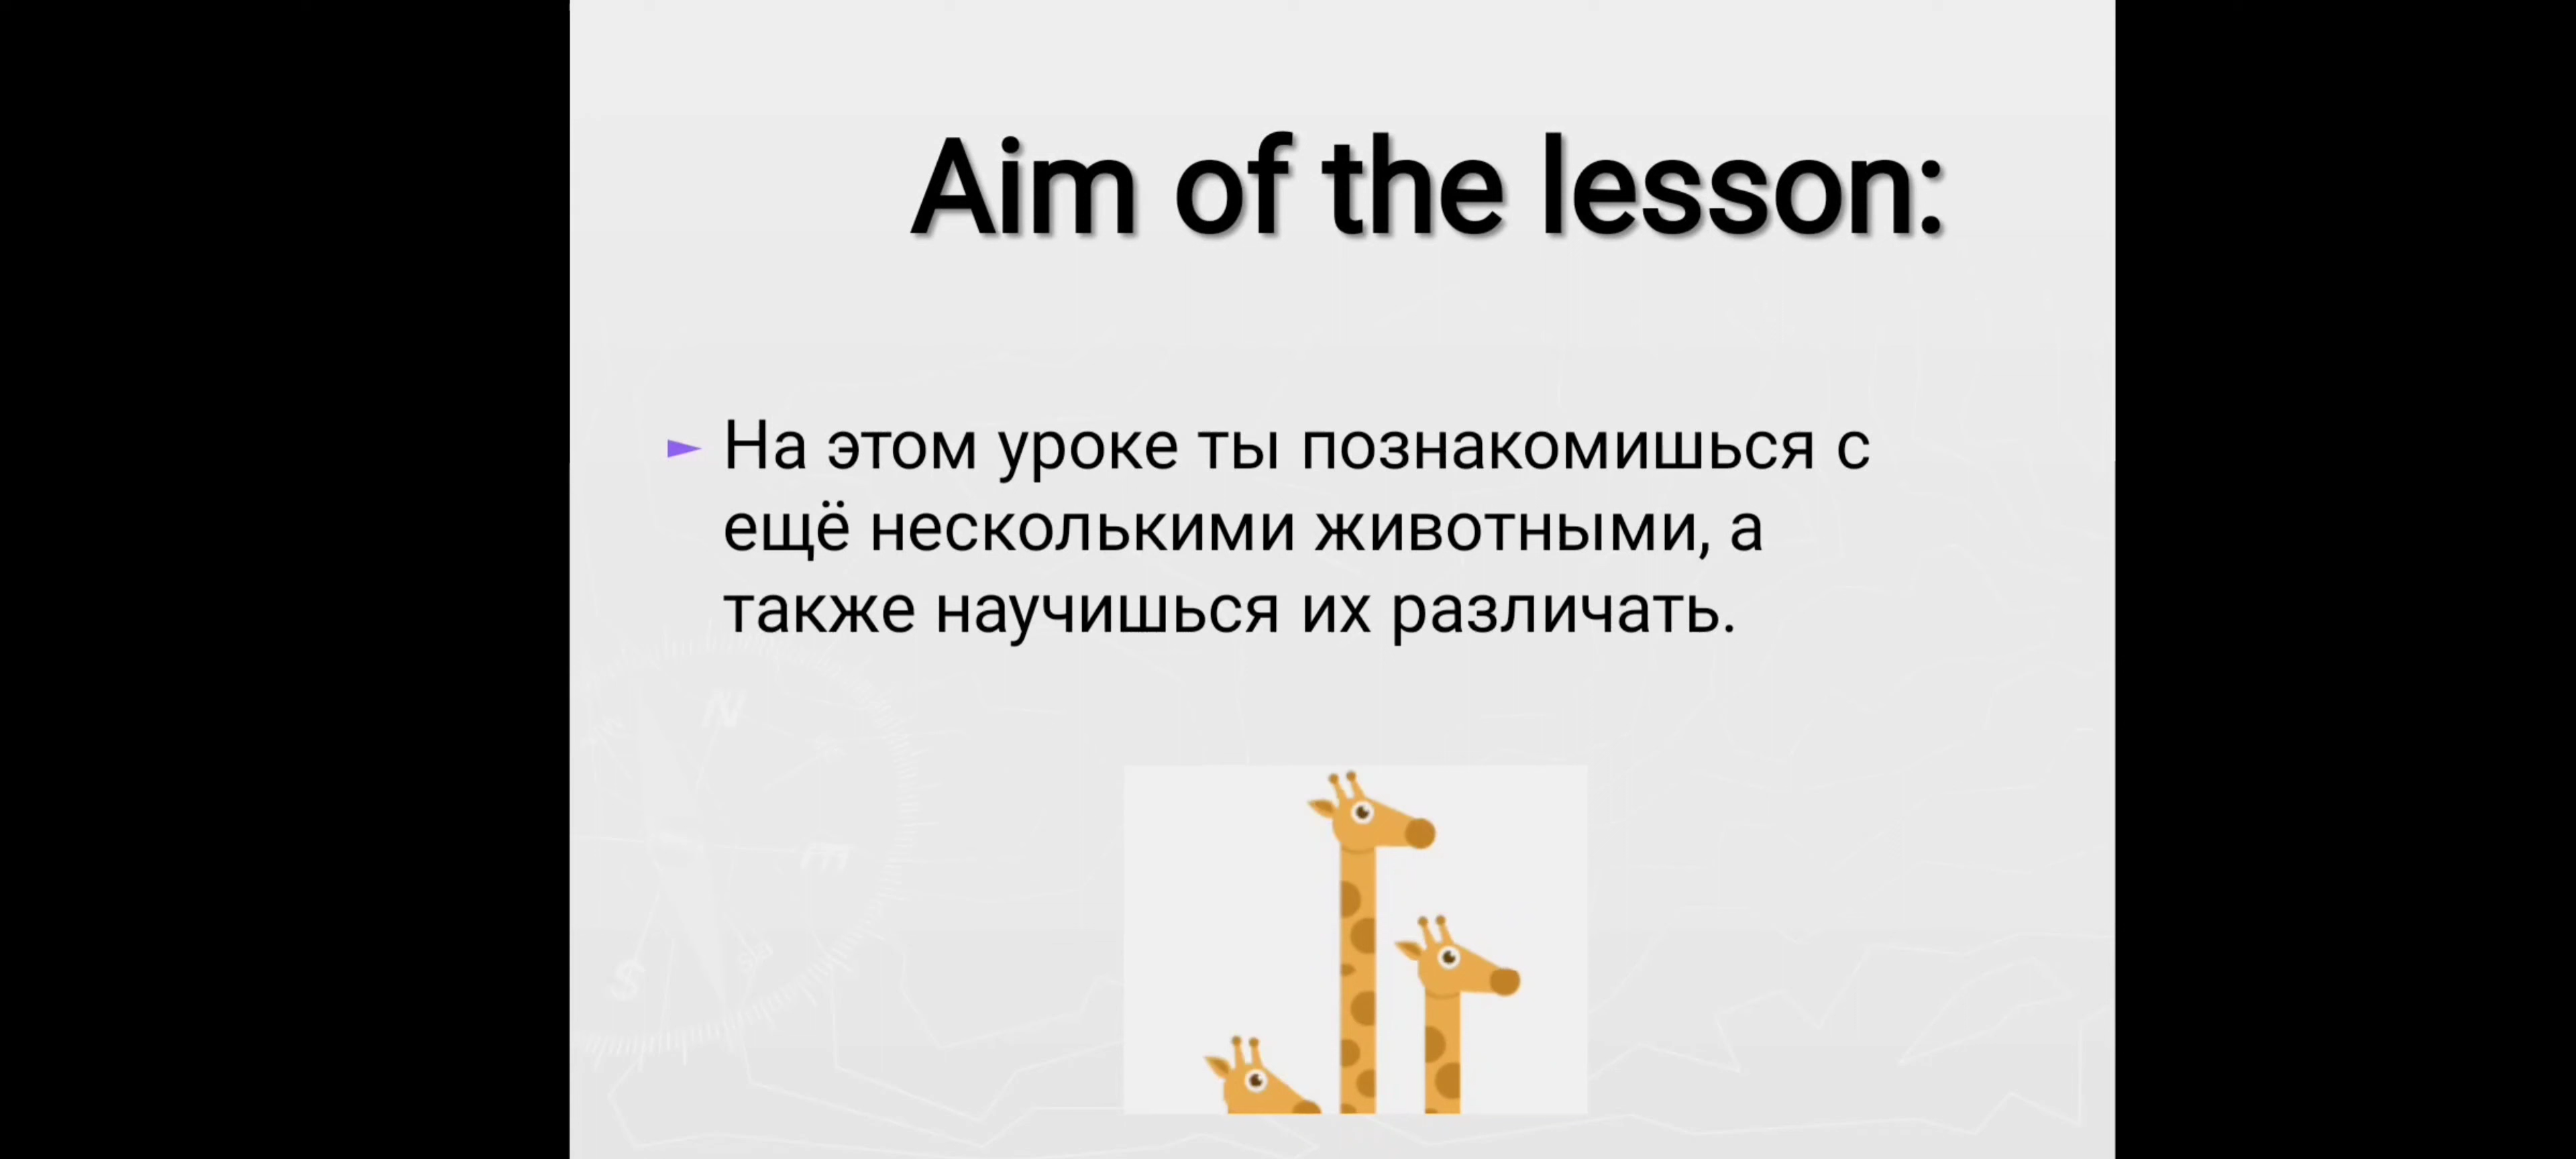 Aim of the lesson:
На этом уроке ты познакомишься с
ещё несколькими животными, а
также научишься их различать.
N
m
S